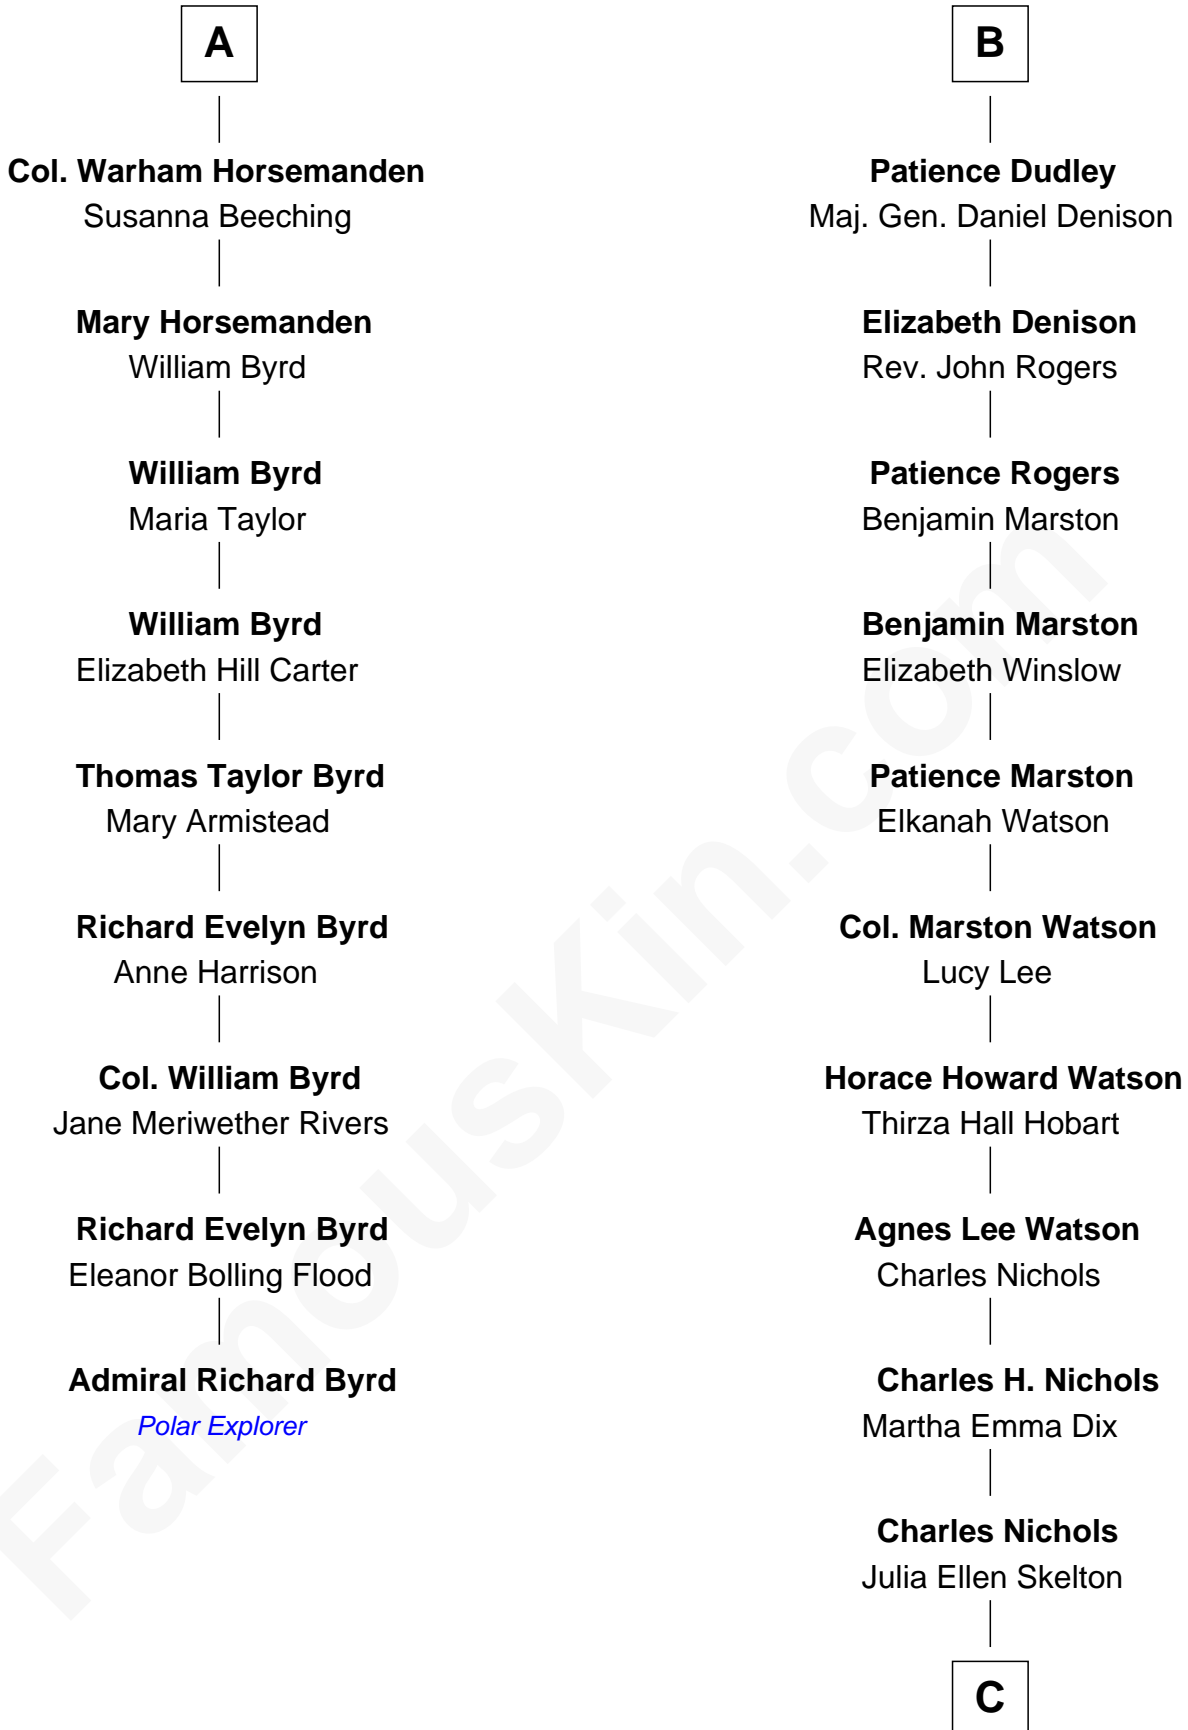 A
Col. Warham Horsemanden
Susanna Beeching
Mary Horsemanden
William Byrd
William Byrd
Maria Taylor
William Byrd
Elizabeth Hill Carter
Thomas Taylor Byrd
Mary Armistead
Richard Evelyn Byrd
Anne Harrison
Col. William Byrd
Jane Meriwether Rivers
Richard Evelyn Byrd
Eleanor Bolling Flood
Admiral Richard Byrd
Polar Explorer
B
Patience Dudley
Maj. Gen. Daniel Denison
Elizabeth Denison
Rev. John Rogers
Patience Rogers
Benjamin Marston
Benjamin Marston
Elizabeth Winslow
Patience Marston
Elkanah Watson
Col. Marston Watson
Lucy Lee
Horace Howard Watson
Thirza Hall Hobart
Agnes Lee Watson
Charles Nichols
Charles H. Nichols
Martha Emma Dix
Charles Nichols
Julia Ellen Skelton
C
FamousKin.com